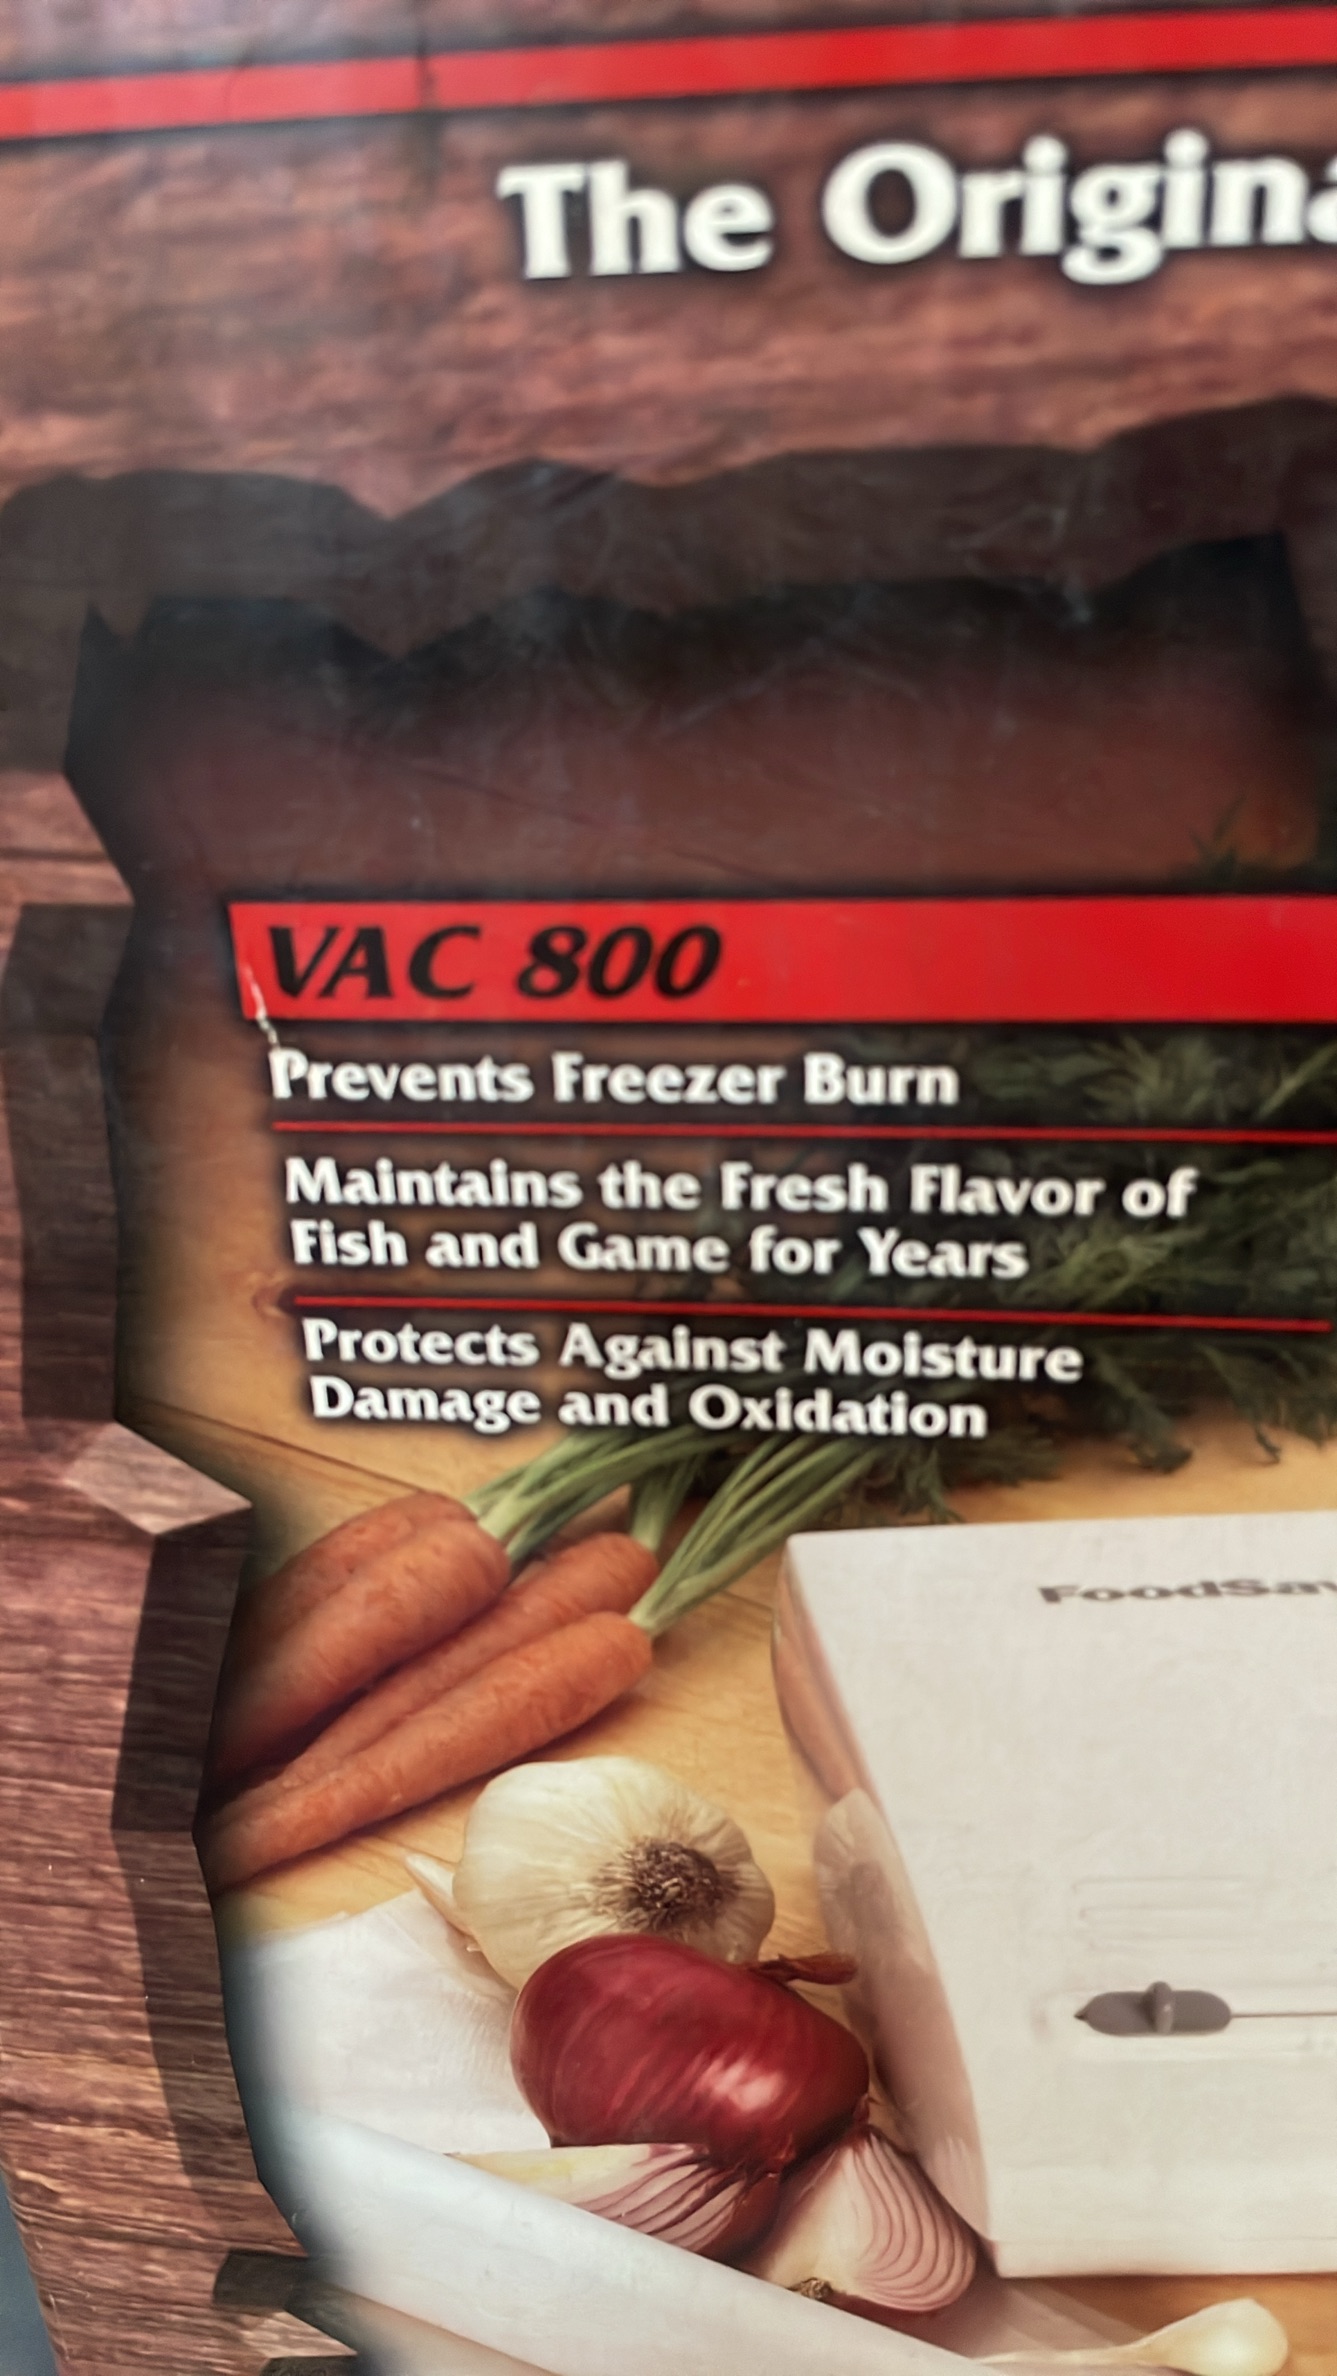 The Origina
VAC 800
Prevents Freezer Burn
Maintains the Fresh Flavor of
Fish and Game for Years
Protects Against Moisture
Damage and Oxidation
FoodSav